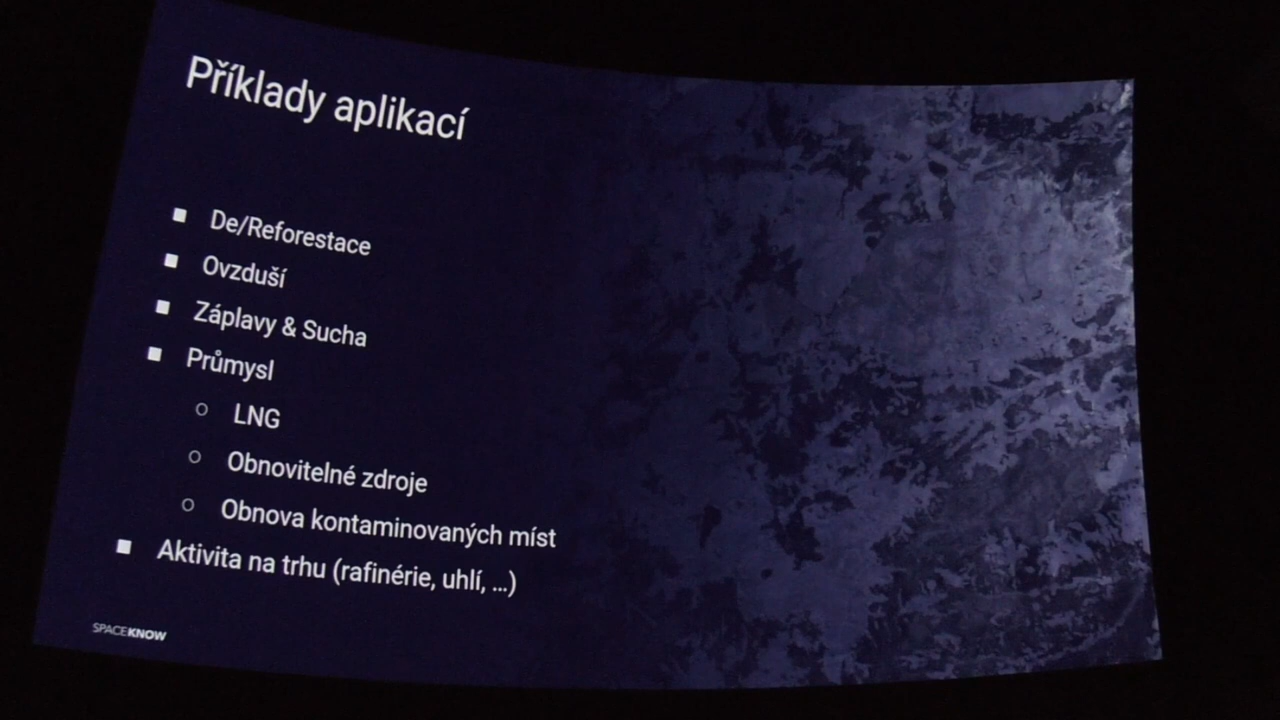 Příklady aplikací
De/Reforestace
Ovzduší
Záplavy & Sucha
Průmysl
LNG
Obnovitelné zdroje
Obnova kontaminovaných míst
Aktivita na trhu (rafinérie, uhlí, ...)
SPACEKNOW